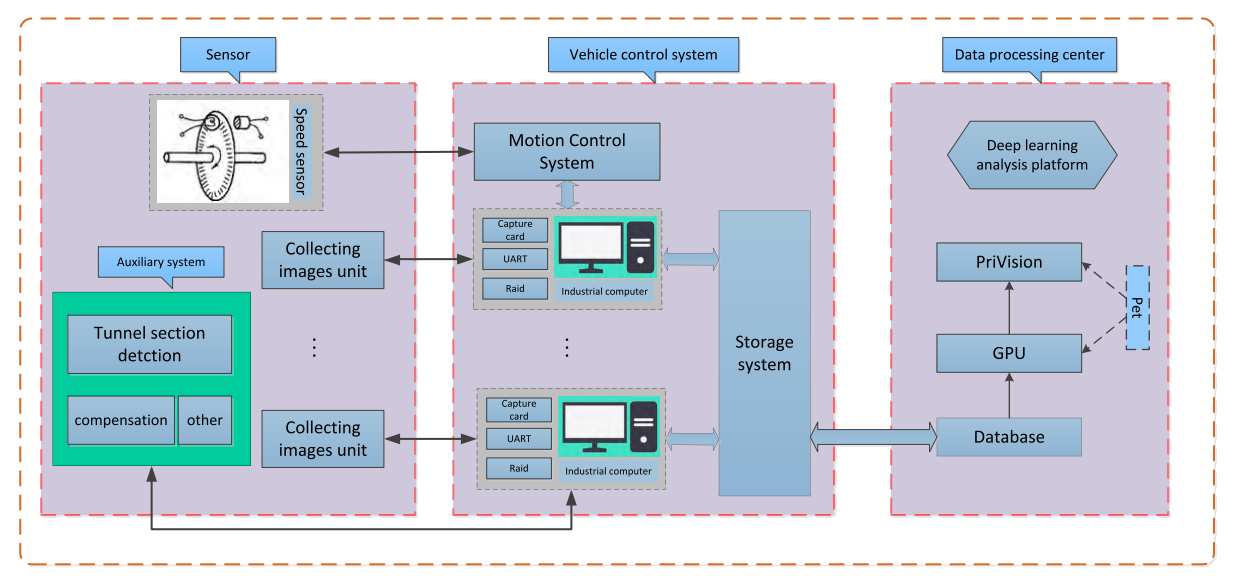 Sensor
Vehicle control system
Data processing center
Speed sensor
Motion Control
System
Deep learning
analysis platform
Auxiliary system
Collecting
images unit
Capture
card
UART
Raid
Industrial computer
PriVision
Pet
Tunnel section
detction
Storage
system
GPU
compensation
other
Collecting
images unit
Capture
card
UART
Raid
Industrial computer
Database